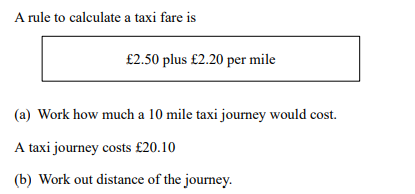 A rule to calculate a taxi fare is
£2.50 plus £2.20 per mile
(a) Work how much a 10 mile taxi journey would cost.
A taxi journey costs £20.10
(b) Work out distance of the journey.